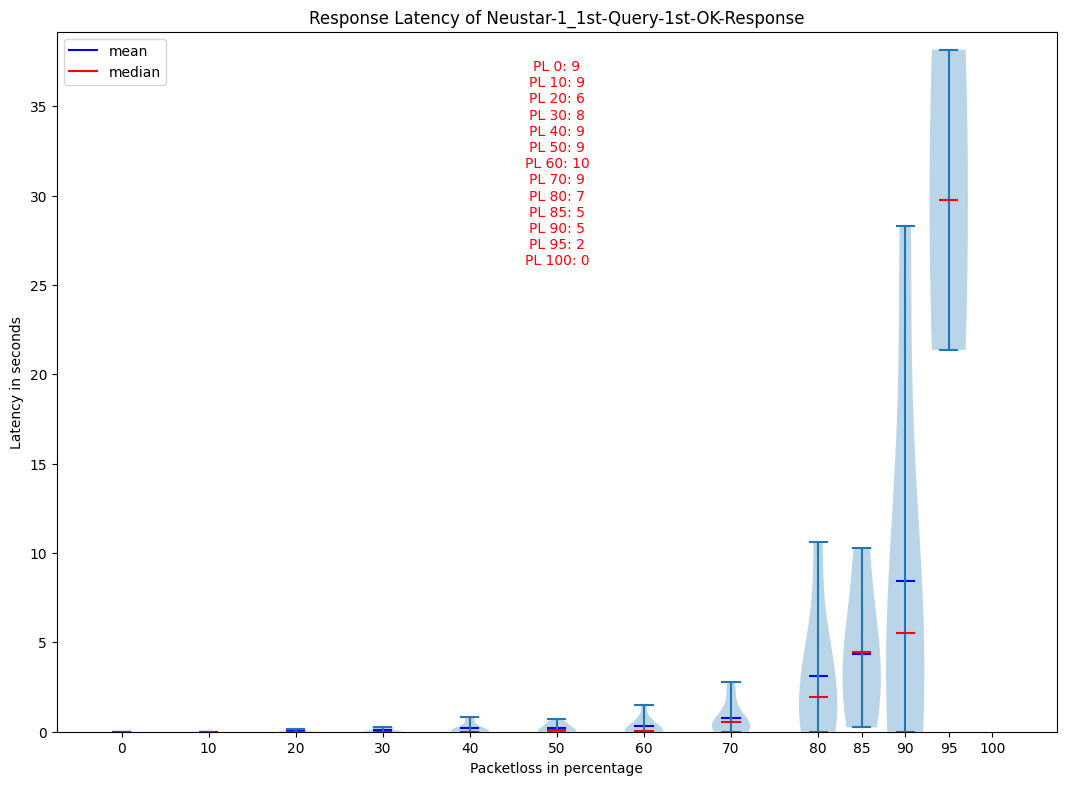 Response Latency of Neustar-1_1st-Query-1st-OK-Response
mean
median
PL 0: 9
PL 10: 9
PL 20: 6
PL 30: 8
PL 40: 9
PL 50: 9
PL 60: 10
PL 70: 9
PL 80: 7
PL 85: 5
PL 90: 5
PL 95: 2
PL 100: 0
Latency in seconds
35
30
25
20
15
10
5
0
0 10 20 30 40 50 60 70 80 85 90 95 100
Packetloss in percentage